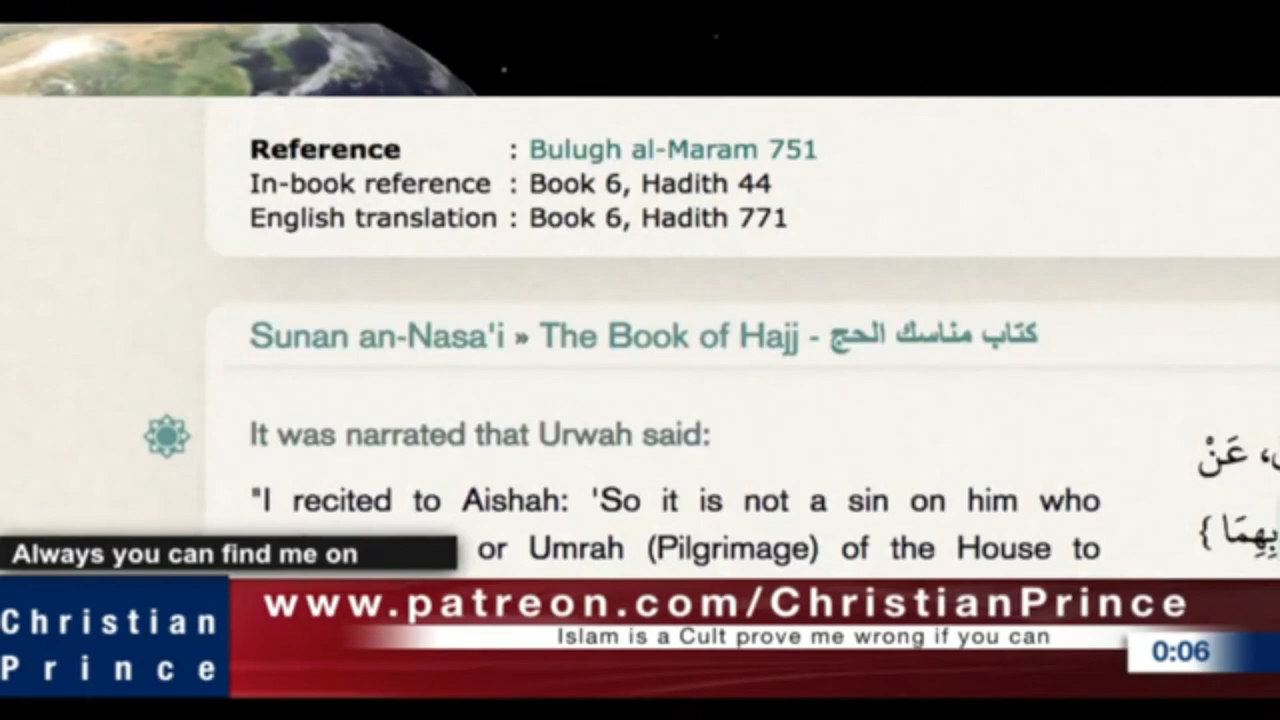 Reference : Bulugh al-Maram 751
In-book reference : Book 6, Hadith 44
English translation : Book 6, Hadith 771
Sunan an-Nasa'i » The Book of Hajj - كتاب مناسك الحج
It was narrated that Urwah said:
"I recited to Aishah: 'So it is not a sin on him who
عَنْ
or Umrah (Pilgrimage) of the House to
بِهِمَا }
Always you can find me on
www.patreon.com/ChristianPrince
Islam is a Cult prove me wrong if you can
Christian
Prince
0:06